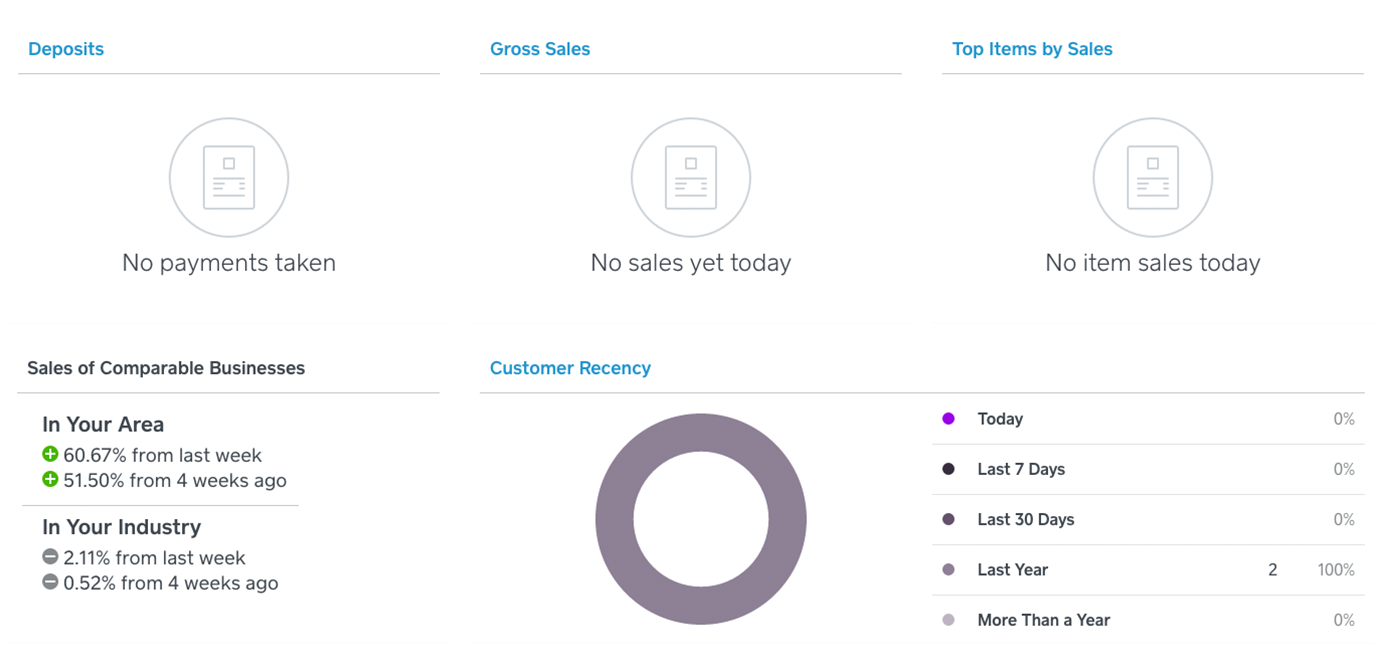 Deposits
Gross Sales
Top Items by Sales
No payments taken
No sales yet today
No item sales today
Sales of Comparable Businesses
In Your Area
60.67% from last week
51.50% from 4 weeks ago
In Your Industry
2.11% from last week
0.52% from 4 weeks ago
Customer Recency
Today 0%
Last 7 Days 0%
Last 30 Days 0%
Last Year 2 100%
More Than a Year 0%